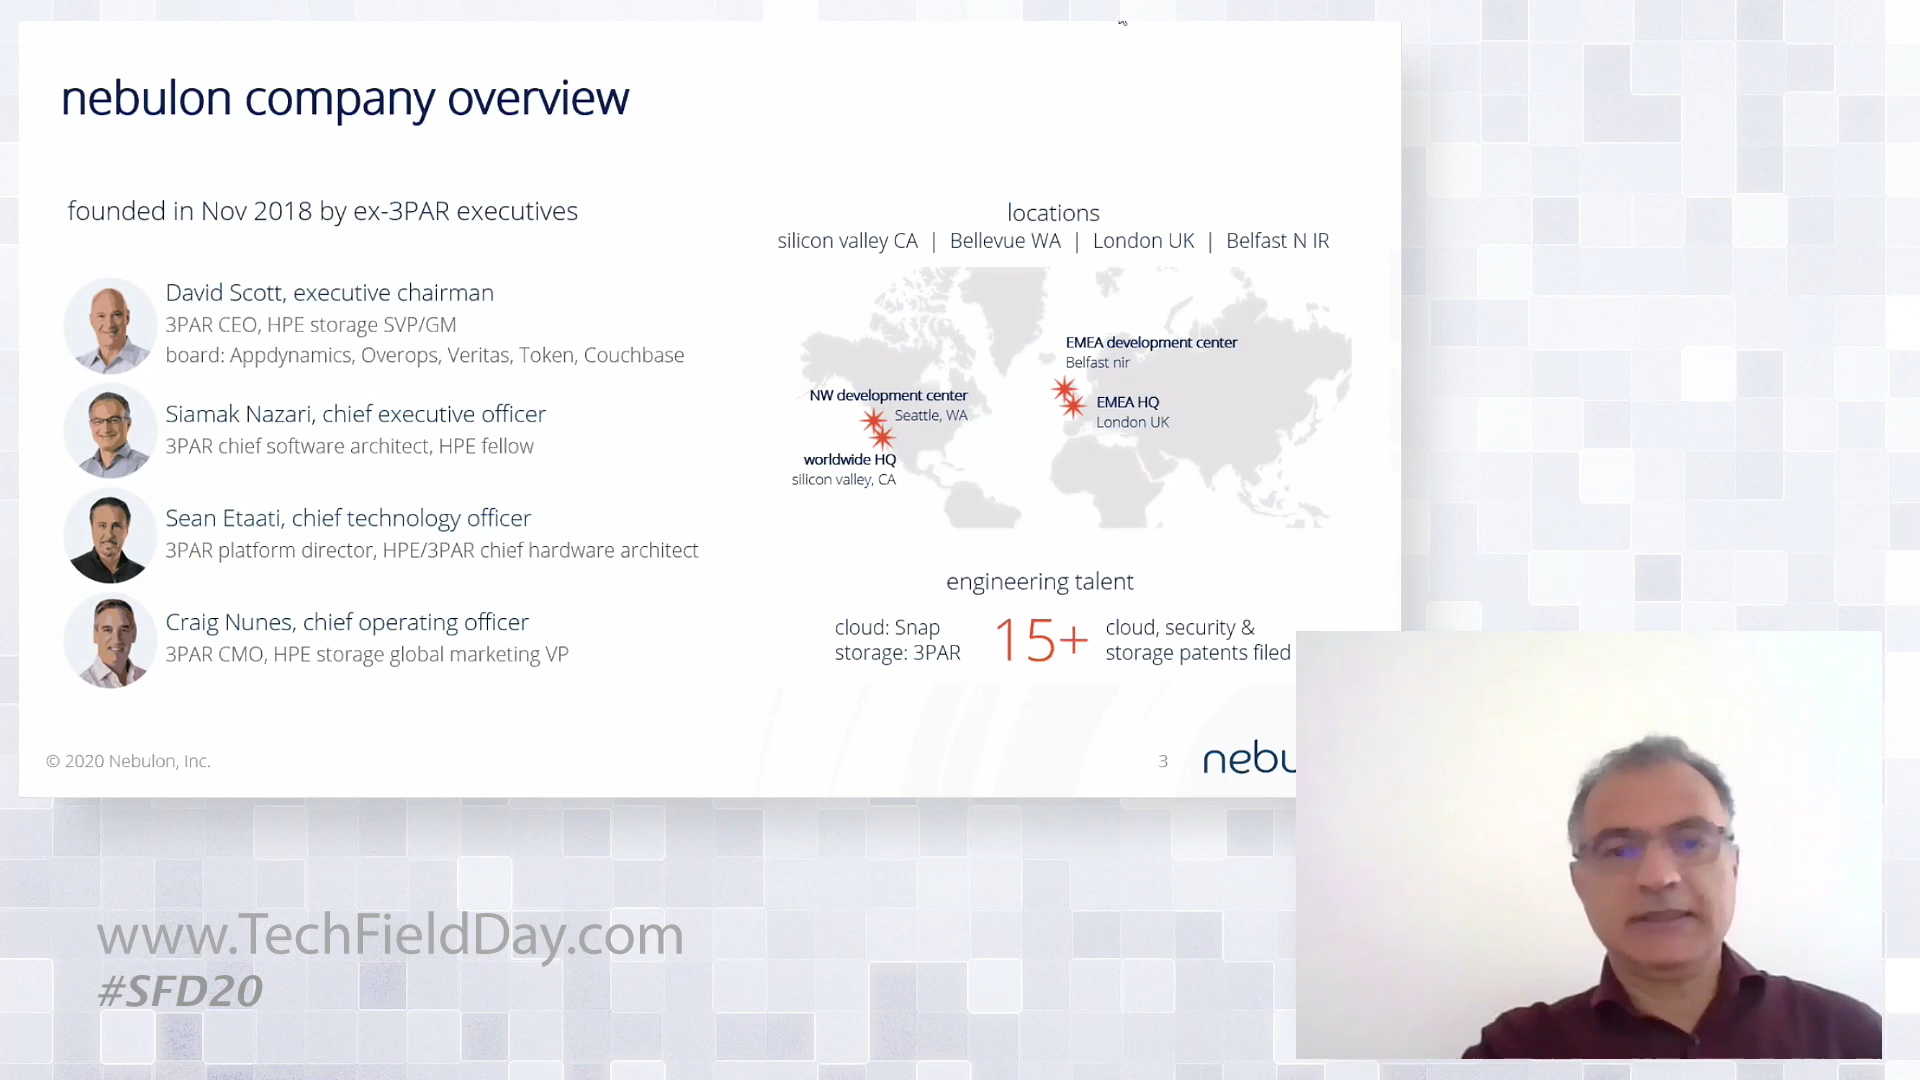 nebulon company overview
founded in Nov 2018 by ex-3PAR executives
David Scott, executive chairman
3PAR CEO, HPE storage SVP/GM
board: Appdynamics, Overops, Veritas, Token, Couchbase
Siamak Nazari, chief executive officer
3PAR chief software architect, HPE fellow
Sean Etaati, chief technology officer
3PAR platform director, HPE/3PAR chief hardware architect
Craig Nunes, chief operating officer
3PAR CMO, HPE storage global marketing VP
locations
silicon valley CA | Bellevue WA | London UK | Belfast N IR
EMEA development center
Belfast nir
NW development center
Seattle, WA
EMEA HQ
London UK
worldwide HQ
silicon valley, CA
engineering talent
cloud: Snap
storage: 3PAR
15+
cloud, security &
storage patents filed
© 2020 Nebulon, Inc.
3
nebu
www.TechFieldDay.com
#SFD20